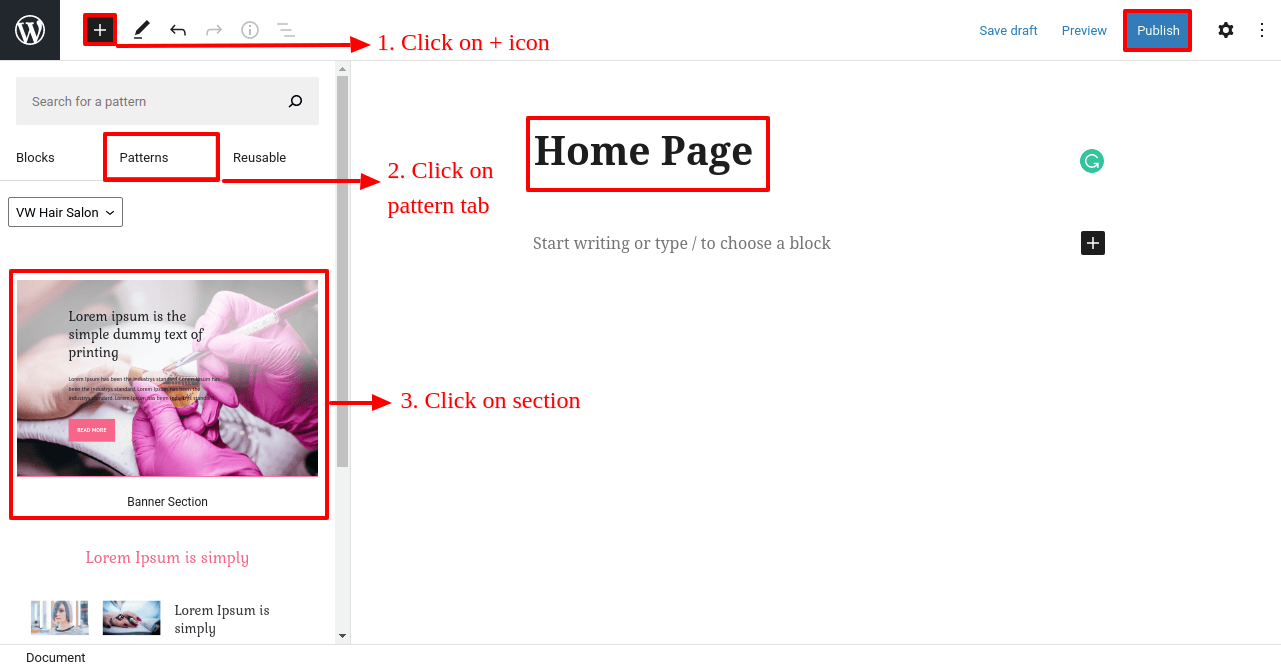 Save draft
Preview
Publish
1. Click on + icon
Search for a pattern
Blocks
Patterns
Reusable
2. Click on
pattern tab
VW Hair Salon
Home Page
Start writing or type / to choose a block
Lorem ipsum is the
simple dummy text of
printing
Lorem Ipsum has been the industrys standard. Lorem Ipsum has
been the industrys standard. Lorem Ipsum has been the
industrys standard. Lorem Ipsum has been industrys standard.
READ MORE
3. Click on section
Banner Section
Lorem Ipsum is simply
Lorem Ipsum is
simply
Document